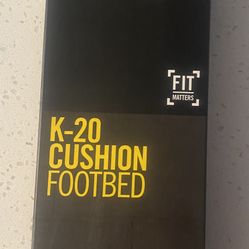 FIT
MATTERS
K-20
CUSHION
FOOTBED